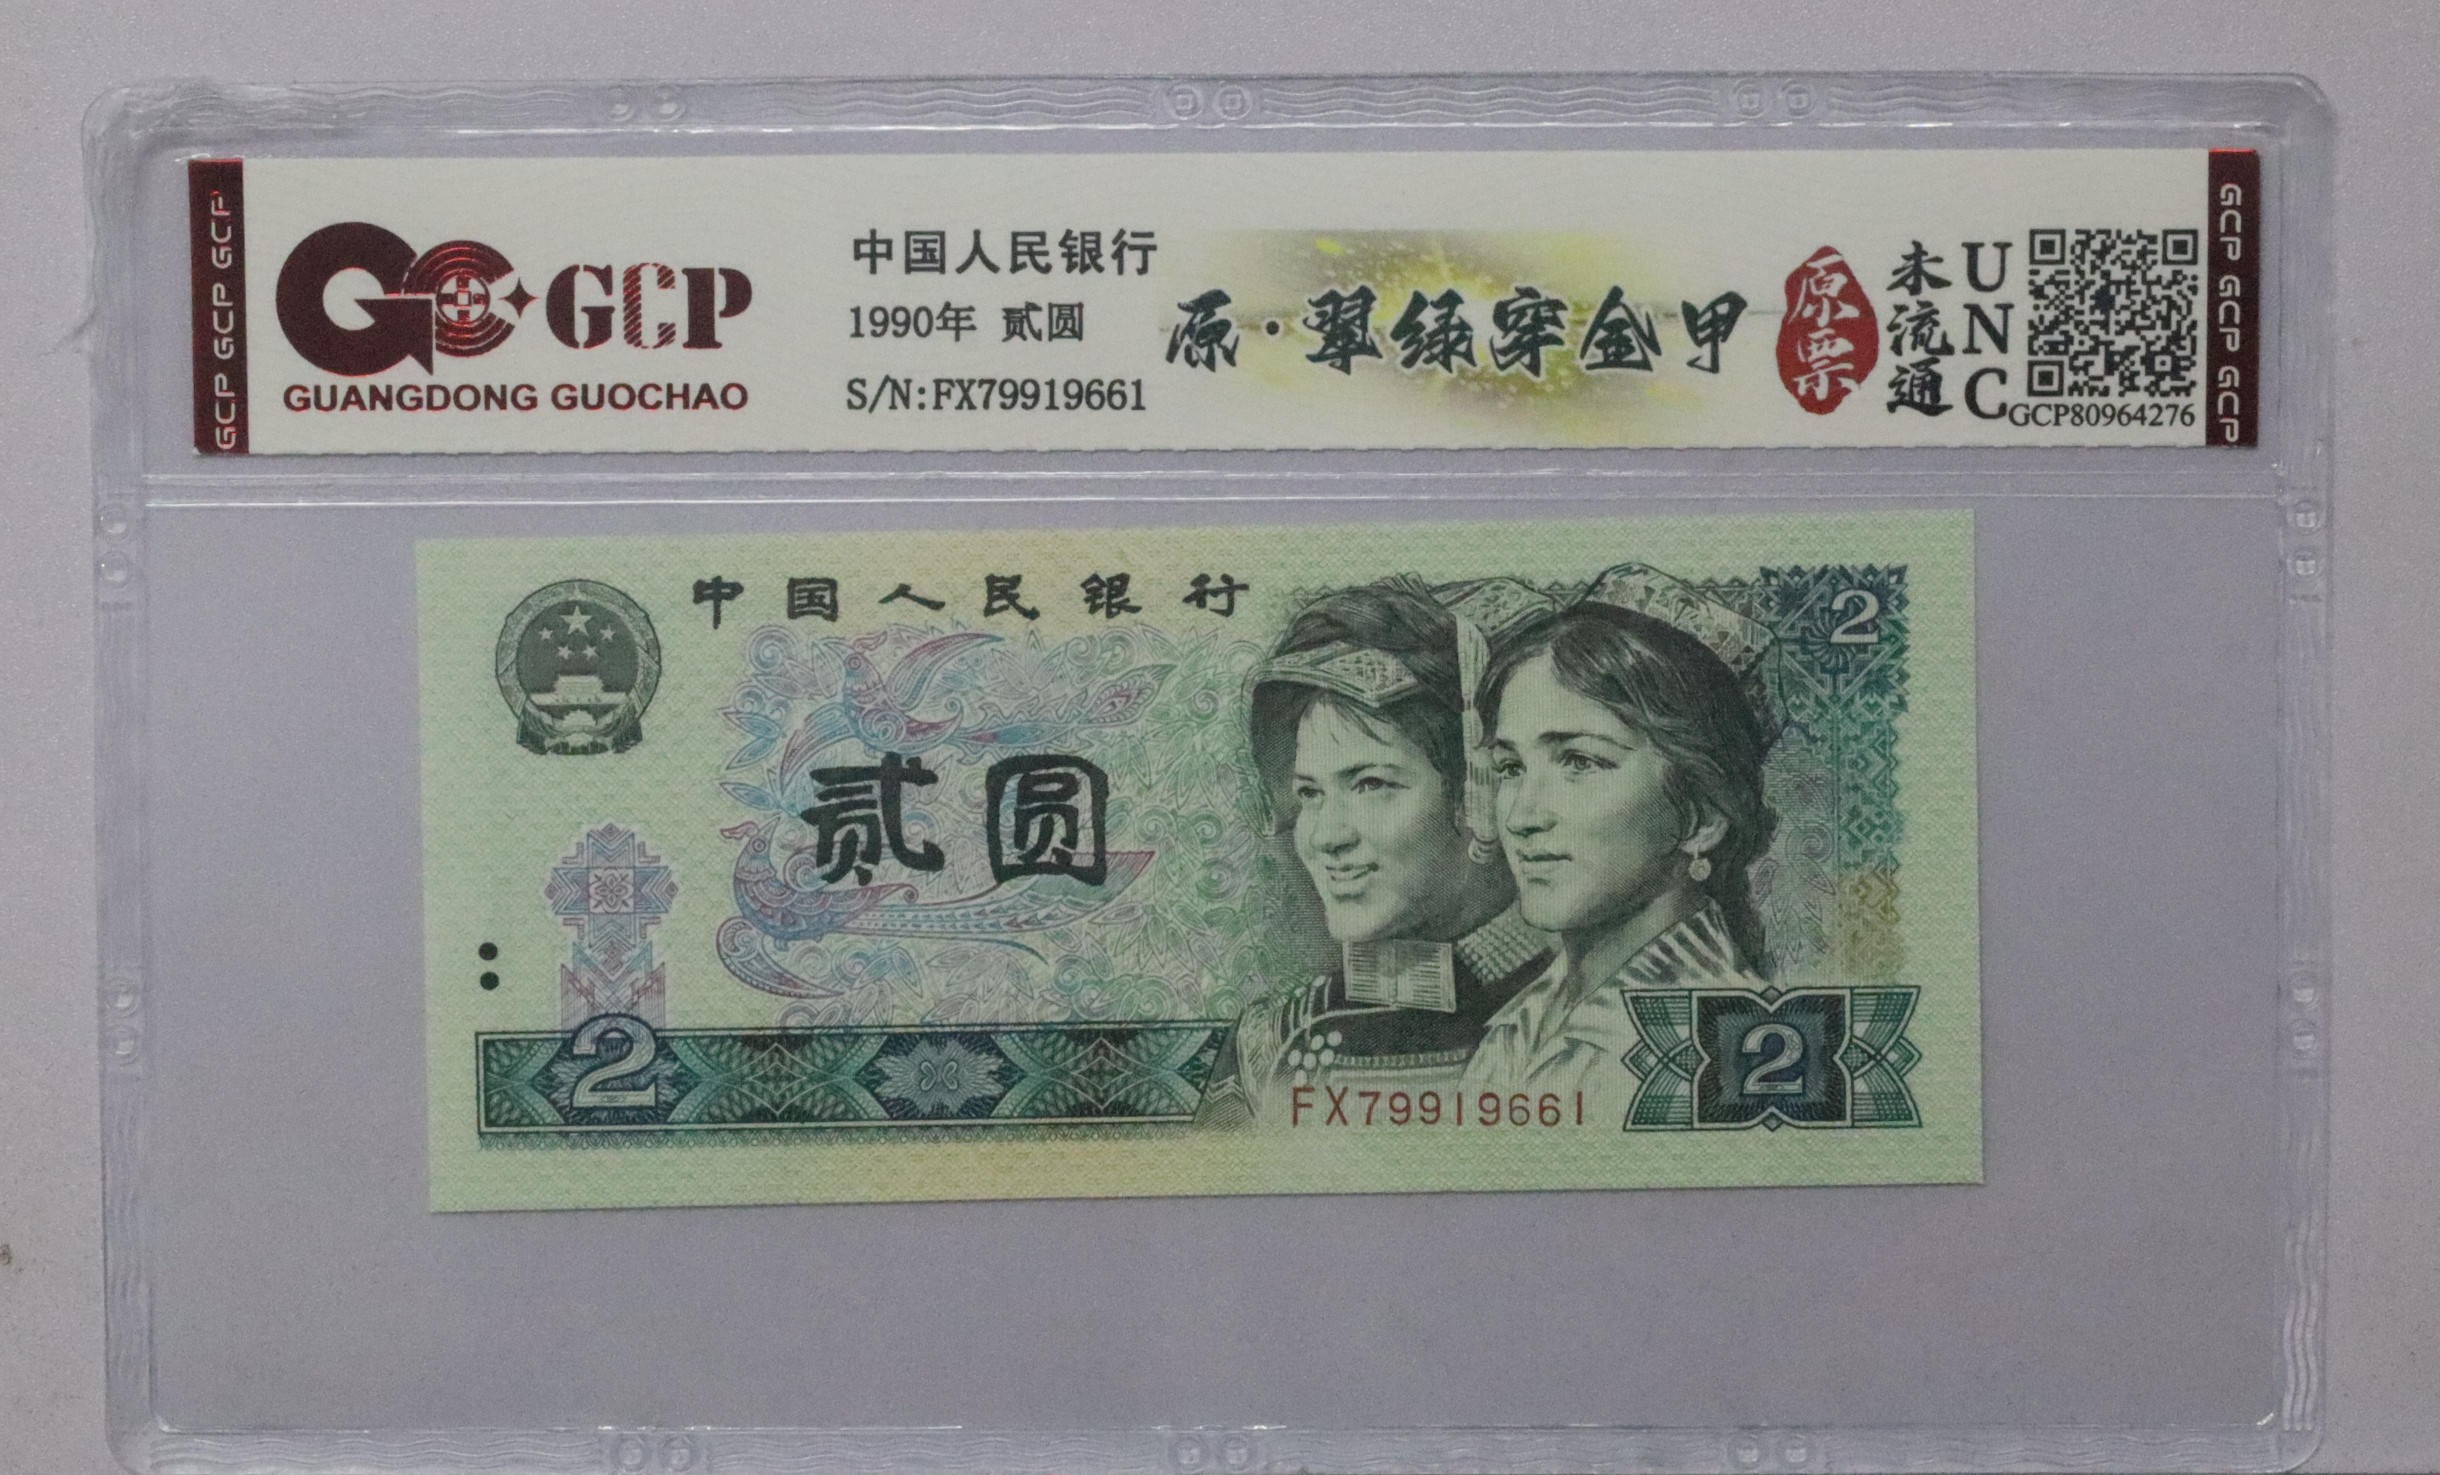 GCP GCP GCP
GCP
GUANGDONG GUOCHAO
中国人民银行
1990年 贰圆
S/N:FX79919661
原·翠绿穿金甲
原票
未流通
UNC
GCP80964276
GCP GCP GCP
中国人民银行
贰圆
2
2
2
FX79919661